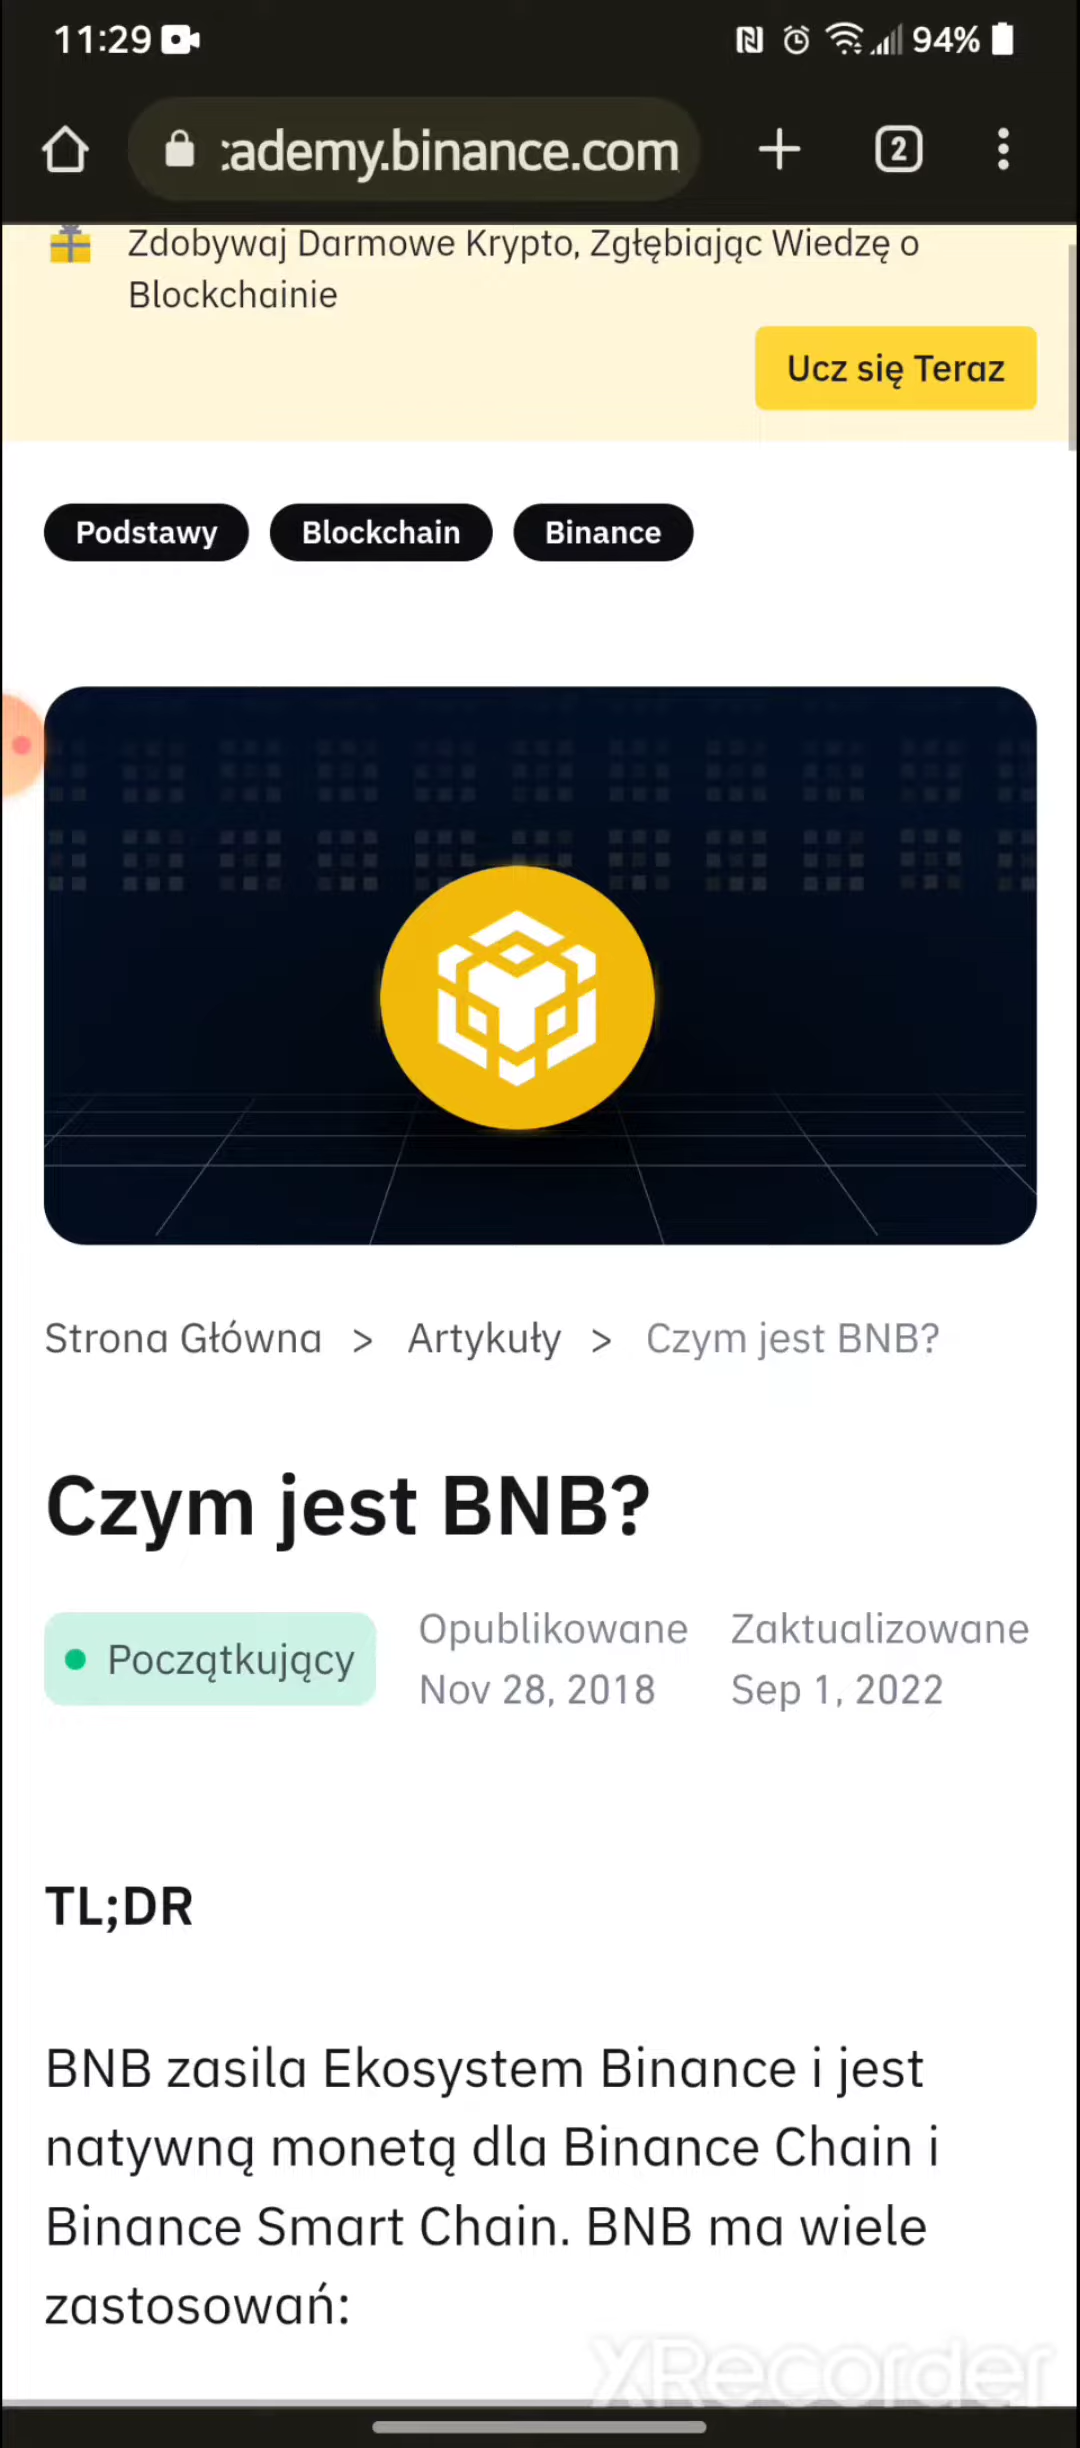 11:29
94%
:ademy.binance.com
2
Zdobywaj Darmowe Krypto, Zgłębiając Wiedzę o
Blockchainie
Ucz się Teraz
Podstawy
Blockchain
Binance
Strona Główna > Artykuły > Czym jest BNB?
Czym jest BNB?
Początkujący
Opublikowane
Nov 28, 2018
Zaktualizowane
Sep 1, 2022
TL;DR
BNB zasila Ekosystem Binance i jest
natywną monetą dla Binance Chain i
Binance Smart Chain. BNB ma wiele
zastosowań:
XRecorder